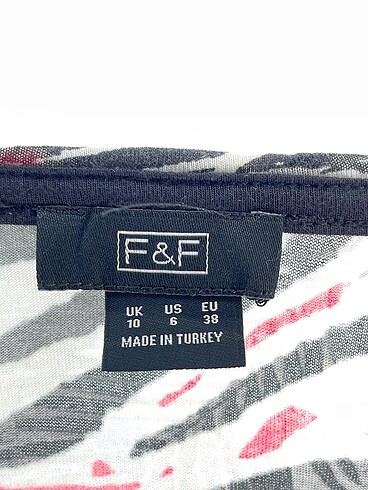 F&F
UK US EU
10 6 38
MADE IN TURKEY